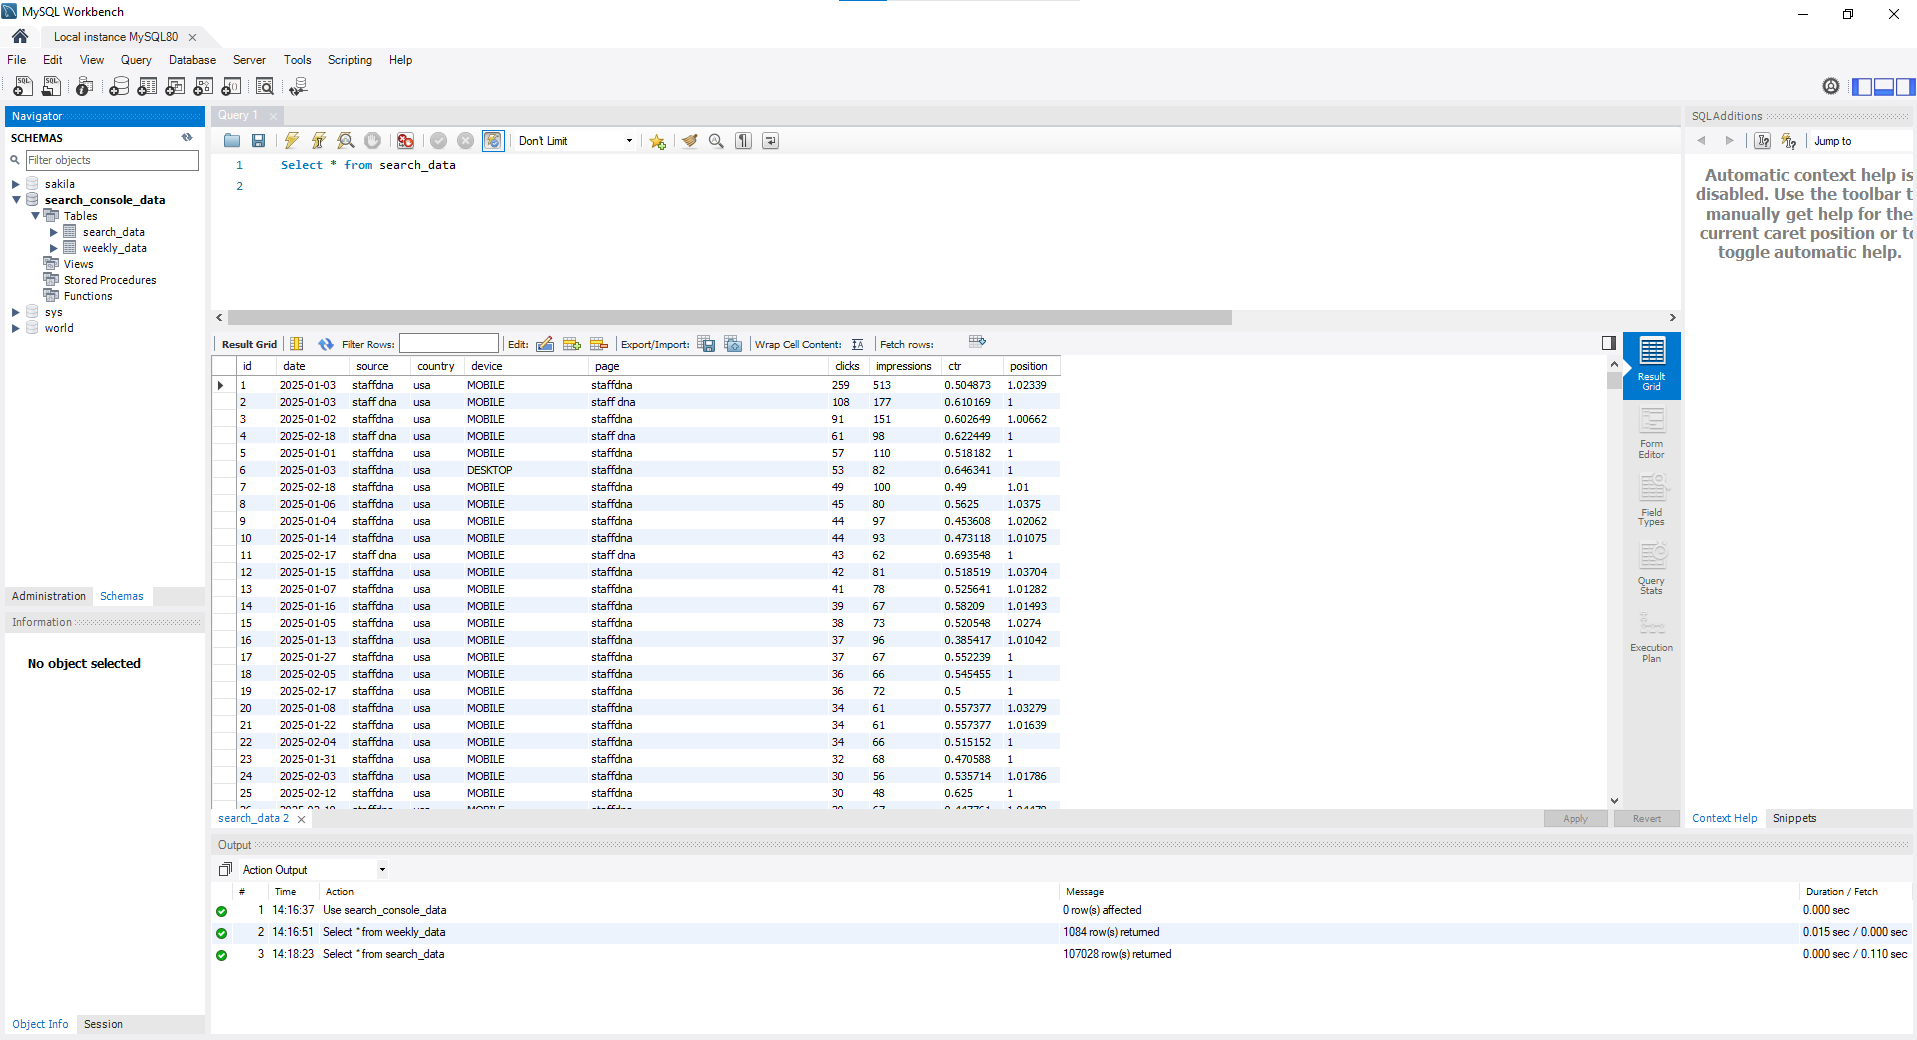 MySQL Workbench
Local instance MySQL80
File Edit View Query Database Server Tools Scripting Help
Navigator
SCHEMAS
Filter objects
sakila
search_console_data
Tables
search_data
weekly_data
Views
Stored Procedures
Functions
sys
world
Administration Schemas
Information
No object selected
Object Info Session
Query 1
Don't Limit
1 Select * from search_data
2
Result Grid Filter Rows: Edit: Export/Import: Wrap Cell Content: Fetch rows:
id date source country device page clicks impressions ctr position
1 2025-01-03 staffdna usa MOBILE staffdna 259 513 0.504873 1.02339
2 2025-01-03 staff dna usa MOBILE staff dna 108 177 0.610169 1
3 2025-01-02 staffdna usa MOBILE staffdna 91 151 0.602649 1.00662
4 2025-02-18 staff dna usa MOBILE staff dna 61 98 0.622449 1
5 2025-01-01 staffdna usa MOBILE staffdna 57 110 0.518182 1
6 2025-01-03 staffdna usa DESKTOP staffdna 53 82 0.646341 1
7 2025-02-18 staffdna usa MOBILE staffdna 49 100 0.49 1.01
8 2025-01-06 staffdna usa MOBILE staffdna 45 80 0.5625 1.0375
9 2025-01-04 staffdna usa MOBILE staffdna 44 97 0.453608 1.02062
10 2025-01-14 staffdna usa MOBILE staffdna 44 93 0.473118 1.01075
11 2025-02-17 staff dna usa MOBILE staff dna 43 62 0.693548 1
12 2025-01-15 staffdna usa MOBILE staffdna 42 81 0.518519 1.03704
13 2025-01-07 staffdna usa MOBILE staffdna 41 78 0.525641 1.01282
14 2025-01-16 staffdna usa MOBILE staffdna 39 67 0.58209 1.01493
15 2025-01-05 staffdna usa MOBILE staffdna 38 73 0.520548 1.0274
16 2025-01-13 staffdna usa MOBILE staffdna 37 96 0.385417 1.01042
17 2025-01-27 staffdna usa MOBILE staffdna 37 67 0.552239 1
18 2025-02-05 staffdna usa MOBILE staffdna 36 66 0.545455 1
19 2025-02-17 staffdna usa MOBILE staffdna 36 72 0.5 1
20 2025-01-08 staffdna usa MOBILE staffdna 34 61 0.557377 1.03279
21 2025-01-22 staffdna usa MOBILE staffdna 34 61 0.557377 1.01639
22 2025-02-04 staffdna usa MOBILE staffdna 34 66 0.515152 1
23 2025-01-31 staffdna usa MOBILE staffdna 32 68 0.470588 1
24 2025-02-03 staffdna usa MOBILE staffdna 30 56 0.535714 1.01786
25 2025-02-12 staffdna usa MOBILE staffdna 30 48 0.625 1
Result Grid
Form Editor
Field Types
Query Stats
Execution Plan
search_data 2
Apply Revert
SQLAdditions
Jump to
Automatic context help is
disabled. Use the toolbar t
manually get help for the
current caret position or to
toggle automatic help.
Context Help Snippets
Output
Action Output
# Time Action Message Duration / Fetch
1 14:16:37 Use search_console_data 0 row(s) affected 0.000 sec
2 14:16:51 Select * from weekly_data 1084 row(s) returned 0.015 sec / 0.000 sec
3 14:18:23 Select * from search_data 107028 row(s) returned 0.000 sec / 0.110 sec